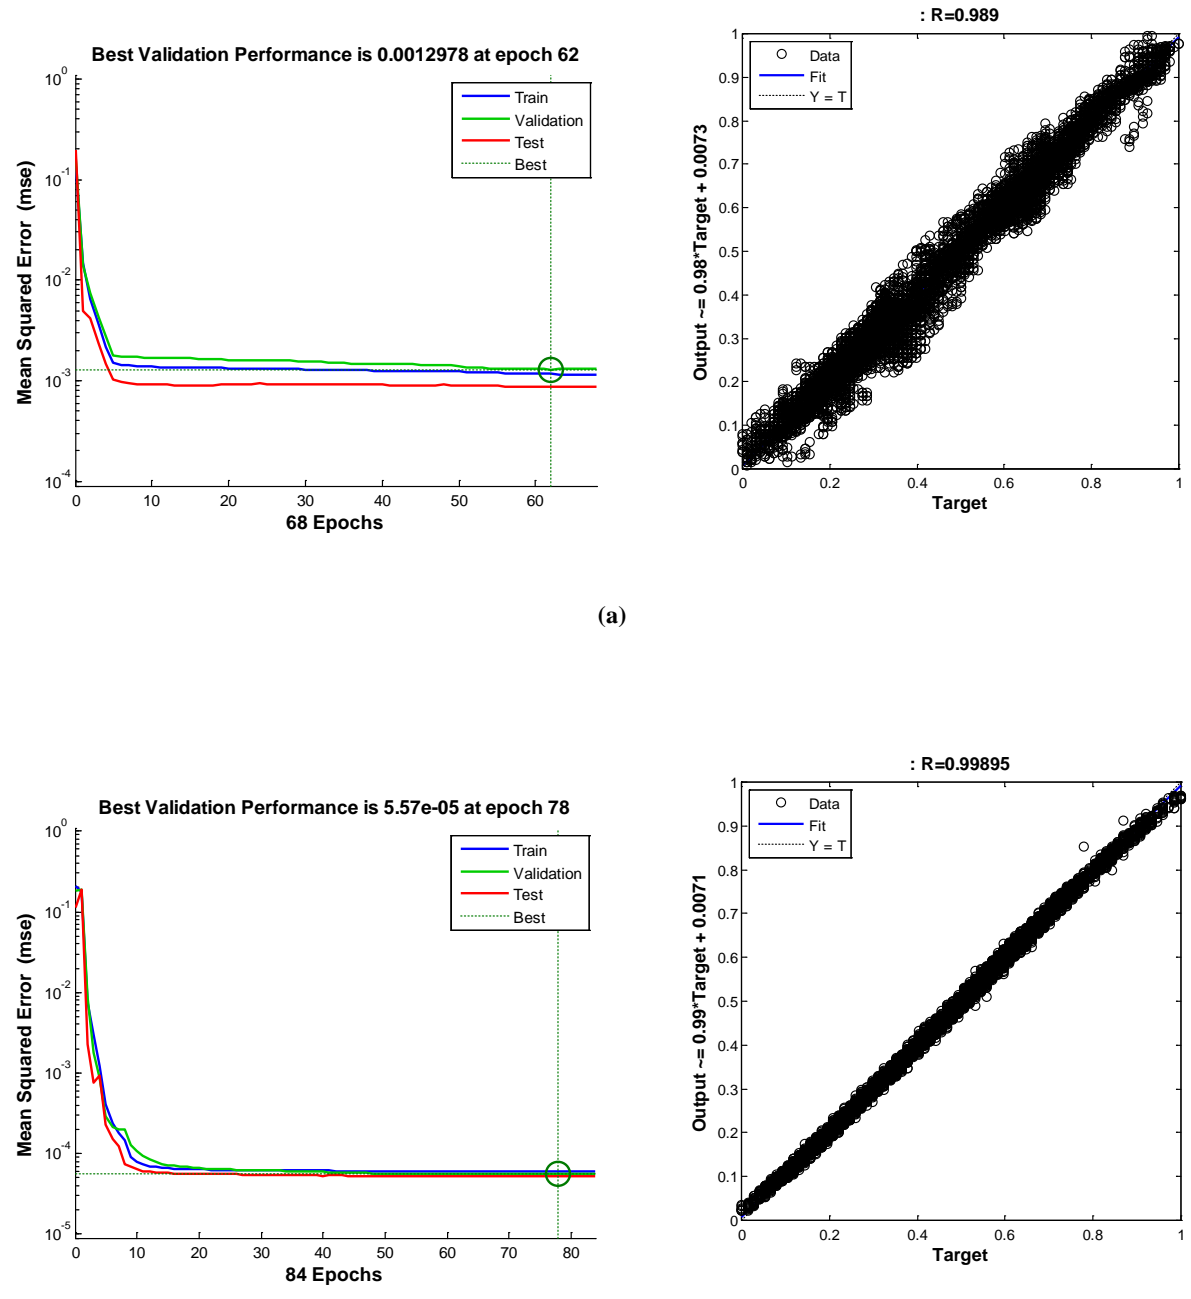 Best Validation Performance is 0.0012978 at epoch 62
10^0
10^-1
10^-2
10^-3
10^-4
Mean Squared Error (mse)
Train
Validation
Test
Best
0 10 20 30 40 50 60
68 Epochs
: R=0.989
1
0.9
0.8
0.7
0.6
0.5
0.4
0.3
0.2
0.1
0
Output ~= 0.98*Target + 0.0073
Data
Fit
Y = T
0 0.2 0.4 0.6 0.8 1
Target
(a)
Best Validation Performance is 5.57e-05 at epoch 78
10^0
10^-1
10^-2
10^-3
10^-4
10^-5
Mean Squared Error (mse)
Train
Validation
Test
Best
0 10 20 30 40 50 60 70 80
84 Epochs
: R=0.99895
1
0.9
0.8
0.7
0.6
0.5
0.4
0.3
0.2
0.1
0
Output ~= 0.99*Target + 0.0071
Data
Fit
Y = T
0 0.2 0.4 0.6 0.8 1
Target